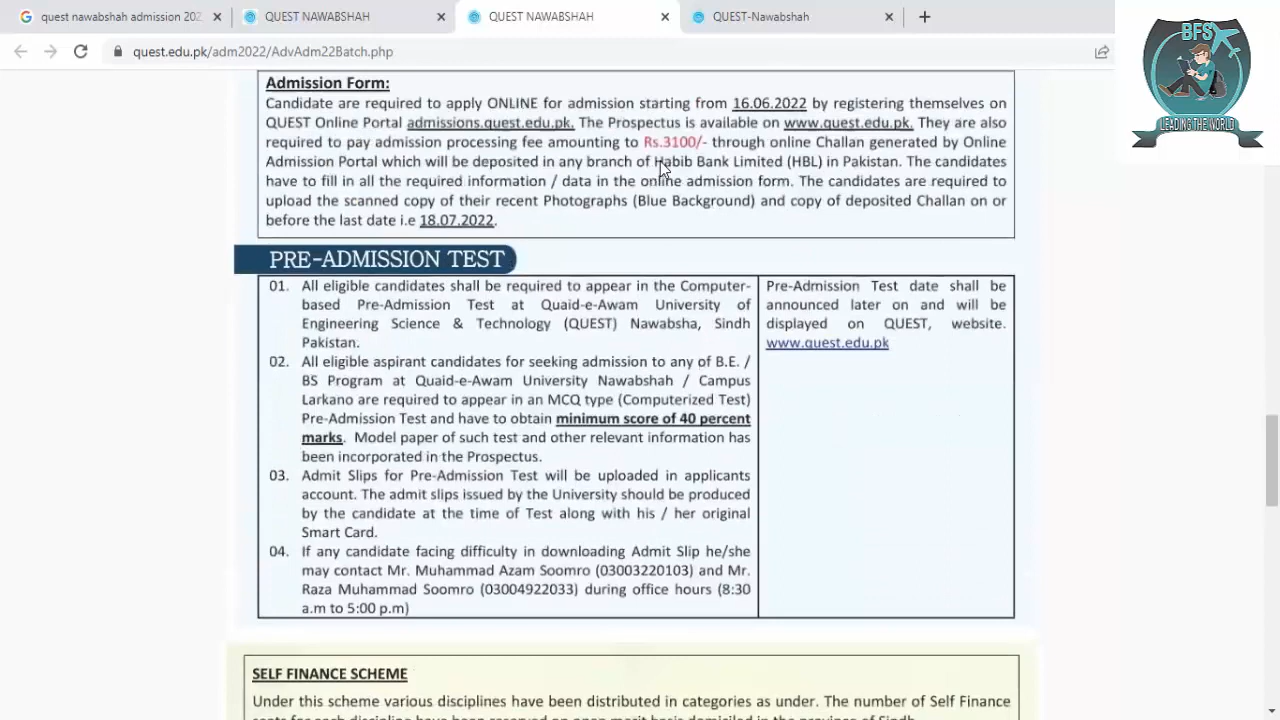 quest nawabshah admission 202
QUEST NAWABSHAH
QUEST NAWABSHAH
QUEST-Nawabshah
quest.edu.pk/adm2022/AdvAdm22Batch.php
BFS
LEADING THE WORLD
Admission Form:
Candidate are required to apply ONLINE for admission starting from 16.06.2022 by registering themselves on
QUEST Online Portal admissions.quest.edu.pk. The Prospectus is available on www.quest.edu.pk. They are also
required to pay admission processing fee amounting to Rs.3100/- through online Challan generated by Online
Admission Portal which will be deposited in any branch of Habib Bank Limited (HBL) in Pakistan. The candidates
have to fill in all the required information / data in the online admission form. The candidates are required to
upload the scanned copy of their recent Photographs (Blue Background) and copy of deposited Challan on or
before the last date i.e 18.07.2022.
PRE-ADMISSION TEST
01. All eligible candidates shall be required to appear in the Computer-
based Pre-Admission Test at Quaid-e-Awam University of
Engineering Science & Technology (QUEST) Nawabsha, Sindh
Pakistan.
02. All eligible aspirant candidates for seeking admission to any of B.E. /
BS Program at Quaid-e-Awam University Nawabshah / Campus
Larkano are required to appear in an MCQ type (Computerized Test)
Pre-Admission Test and have to obtain minimum score of 40 percent
marks. Model paper of such test and other relevant information has
been incorporated in the Prospectus.
03. Admit Slips for Pre-Admission Test will be uploaded in applicants
account. The admit slips issued by the University should be produced
by the candidate at the time of Test along with his / her original
Smart Card.
04. If any candidate facing difficulty in downloading Admit Slip he/she
may contact Mr. Muhammad Azam Soomro (03003220103) and Mr.
Raza Muhammad Soomro (03004922033) during office hours (8:30
a.m to 5:00 p.m)
Pre-Admission Test date shall be
announced later on and will be
displayed on QUEST, website.
www.quest.edu.pk
SELF FINANCE SCHEME
Under this scheme various disciplines have been distributed in categories as under. The number of Self Finance